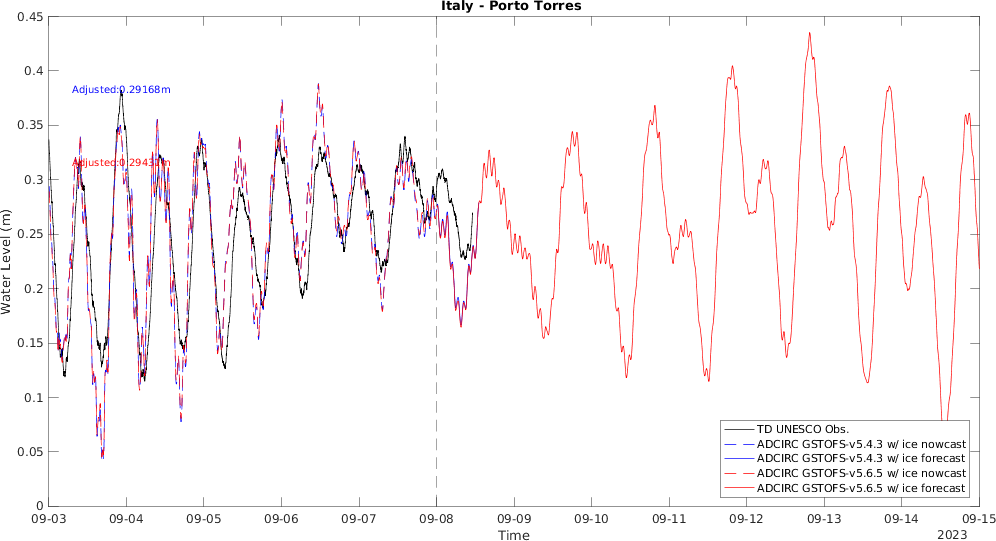 Italy - Porto Torres
0.45
0.4
0.35
0.3
0.25
0.2
0.15
0.1
0.05
0
Water Level (m)
Adjusted:0.29168m
TD UNESCO Obs.
ADCIRC GSTOFS-v5.4.3 w/ ice nowcast
ADCIRC GSTOFS-v5.4.3 w/ ice forecast
ADCIRC GSTOFS-v5.6.5 w/ ice nowcast
ADCIRC GSTOFS-v5.6.5 w/ ice forecast
09-03 09-04 09-05 09-06 09-07 09-08 09-09 09-10 09-11 09-12 09-13 09-14 09-15
Time
2023